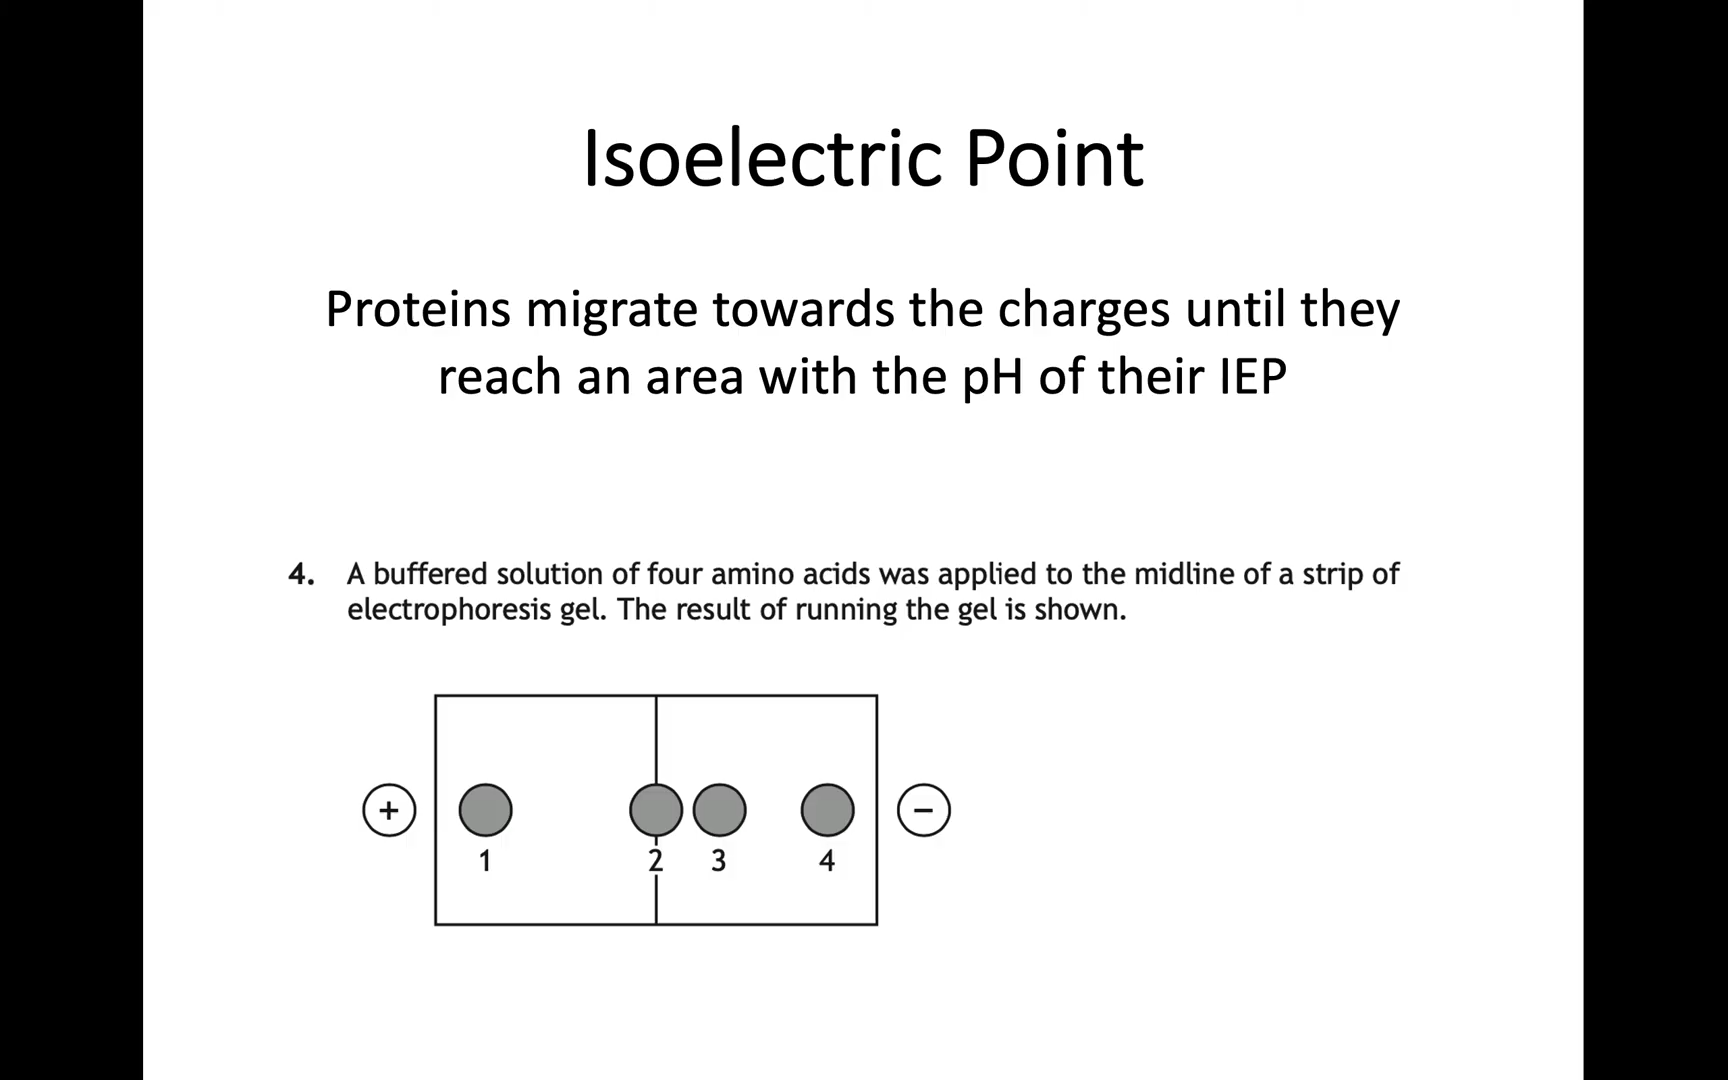 Isoelectric Point
Proteins migrate towards the charges until they
reach an area with the pH of their IEP
4. A buffered solution of four amino acids was applied to the midline of a strip of
electrophoresis gel. The result of running the gel is shown.
+ −
1 2 3 4